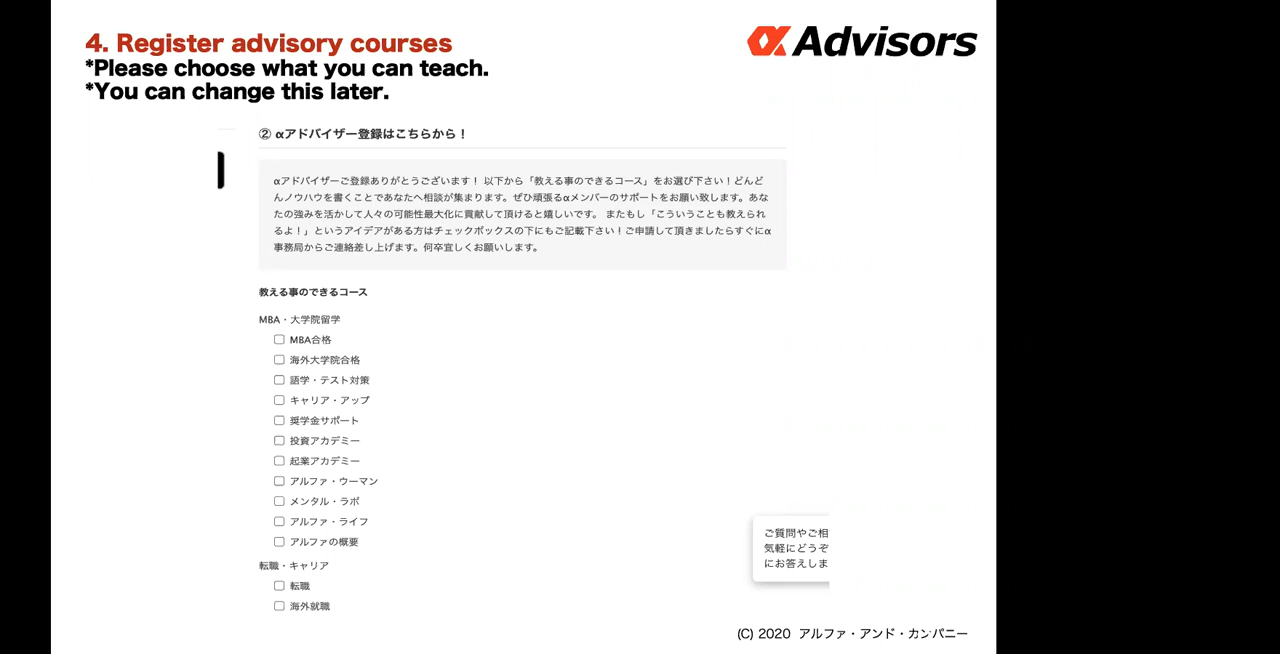 4. Register advisory courses
*Please choose what you can teach.
*You can change this later.
αAdvisors
② αアドバイザー登録はこちらから！
αアドバイザーご登録ありがとうございます！ 以下から「教える事のできるコース」をお選び下さい！どんど
んノウハウを書くことであなたへ相談が集まります。ぜひ頑張るαメンバーのサポートをお願い致します。あな
たの強みを活かして人々の可能性最大化に貢献して頂けると嬉しいです。 またもし「こういうことも教えられ
るよ！」というアイデアがある方はチェックボックスの下にもご記載下さい！ご申請して頂きましたらすぐにα
事務局からご連絡差し上げます。何卒宜しくお願いします。
教える事のできるコース
MBA・大学院留学
MBA合格
海外大学院合格
語学・テスト対策
キャリア・アップ
奨学金サポート
投資アカデミー
起業アカデミー
アルファ・ウーマン
メンタル・ラボ
アルファ・ライフ
アルファの概要
転職・キャリア
転職
海外就職
ご質問やご相
気軽にどうぞ
にお答えしま
(C) 2020 アルファ・アンド・カンパニー